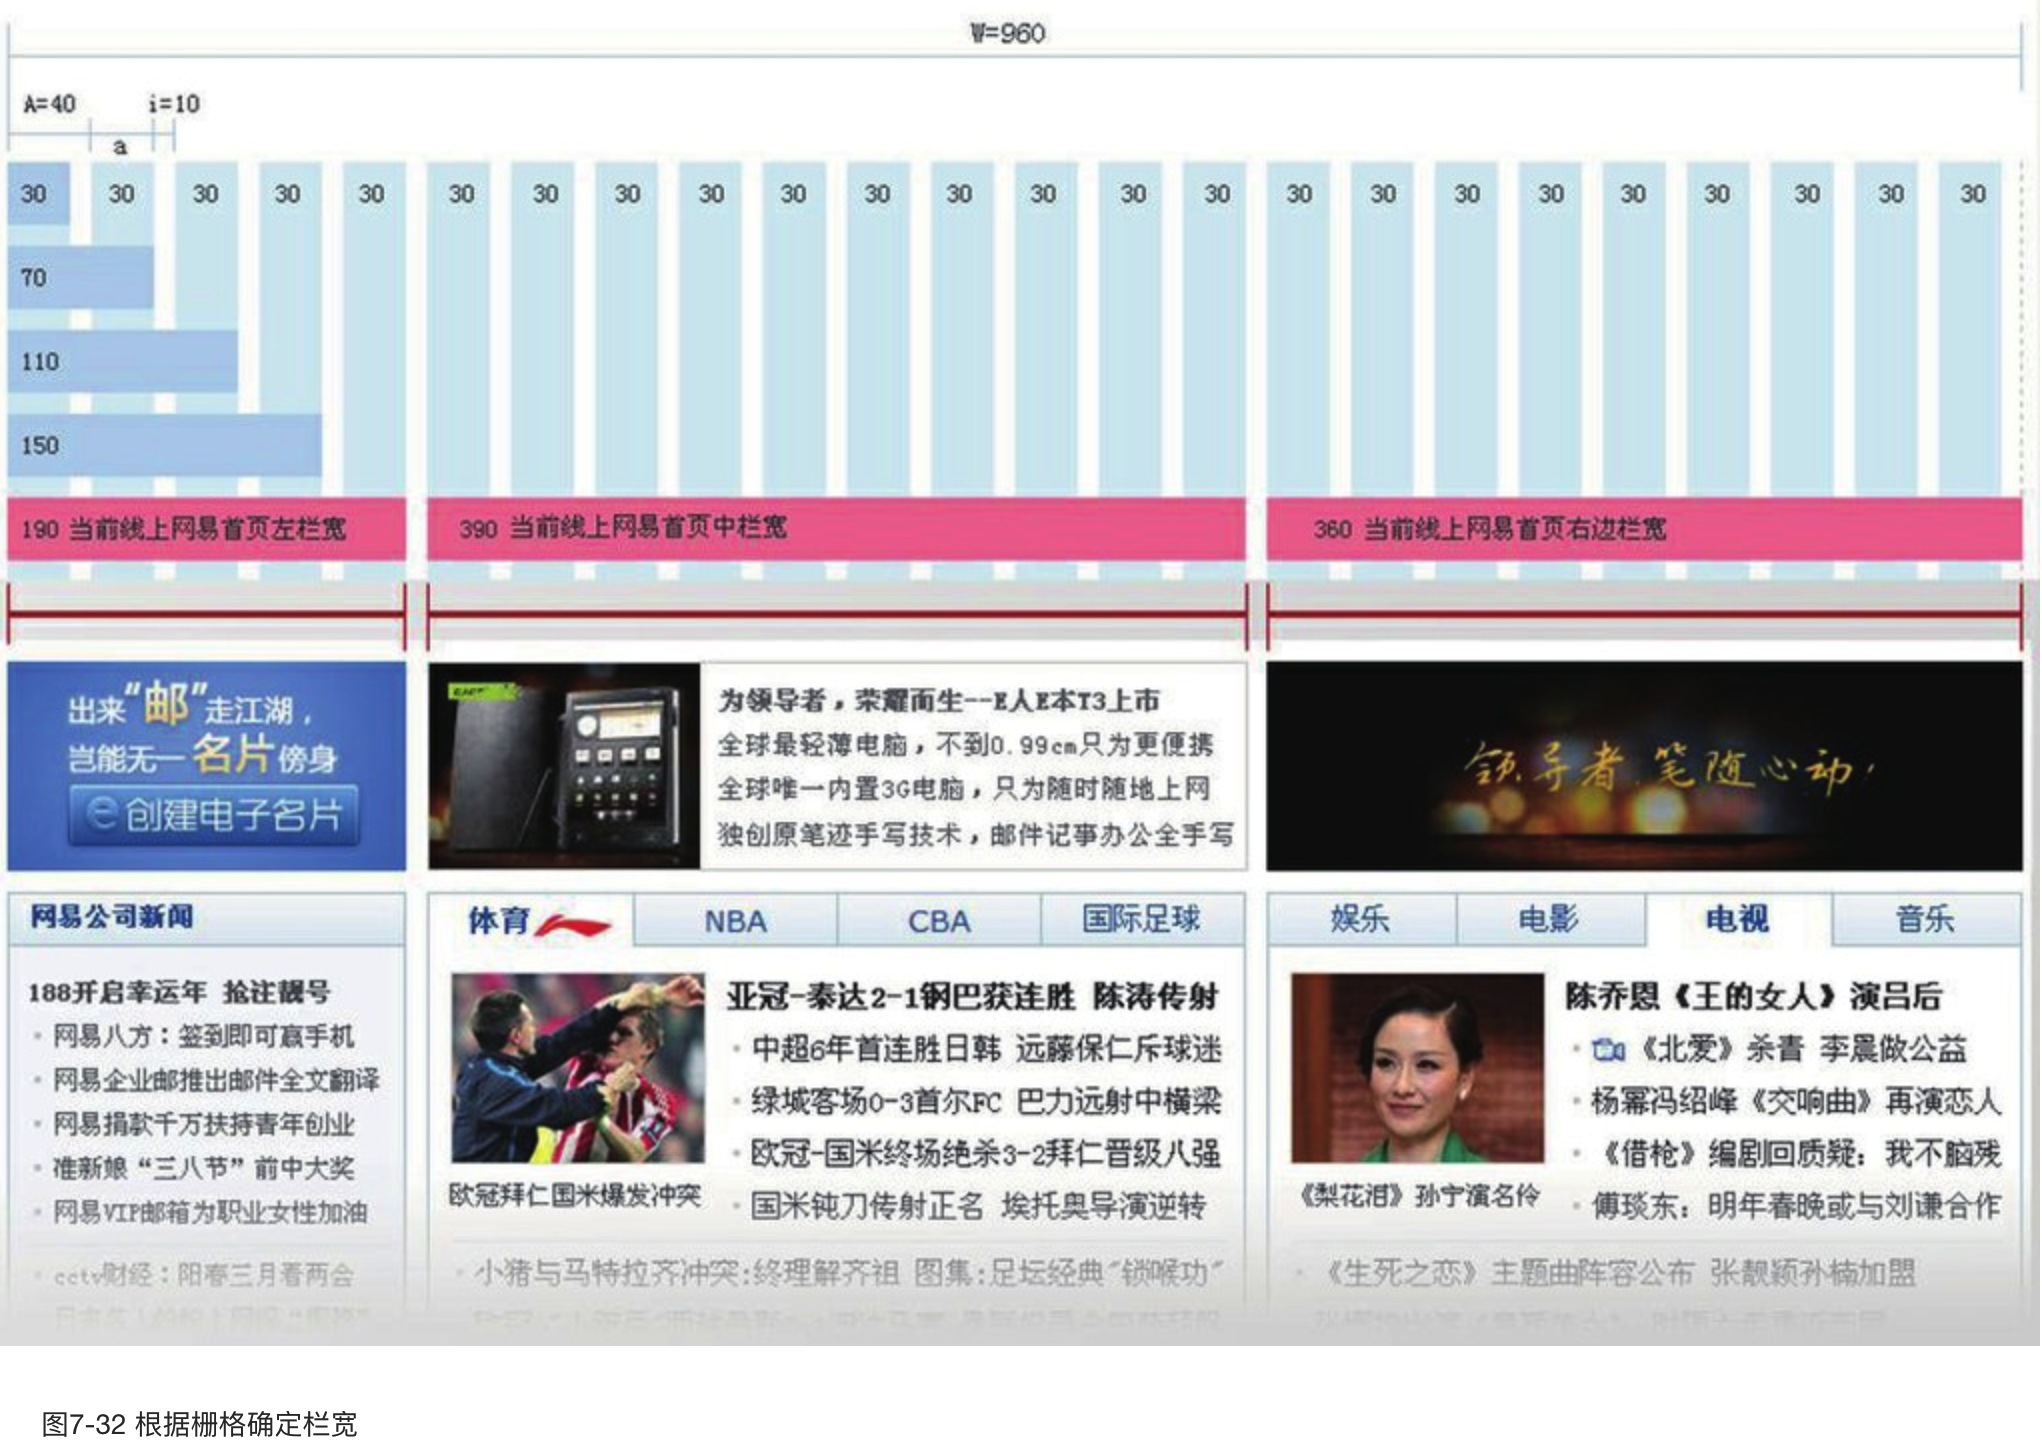 W=960
A=40 i=10
a
30 30 30 30 30 30 30 30 30 30 30 30 30 30 30 30 30 30 30 30 30 30 30 30
70
110
150
190 当前线上网易首页左栏宽
390 当前线上网易首页中栏宽
360 当前线上网易首页右边栏宽
出来“邮”走江湖，
岂能无一名片傍身
创建电子名片
为领导者，荣耀而生--E人E本T3上市
全球最轻薄电脑，不到0.99cm只为更便携
全球唯一内置3G电脑，只为随时随地上网
独创原笔迹手写技术，邮件记事办公全手写
领导者 笔随心动！
网易公司新闻
188开启幸运年 抢注靓号
网易八方：签到即可赢手机
网易企业邮推出邮件全文翻译
网易捐款千万扶持青年创业
准新娘“三八节”前中大奖
网易VIP邮箱为职业女性加油
cctv财经：阳春三月看两会
体育 NBA CBA 国际足球
亚冠-泰达2-1钢巴获连胜 陈涛传射
中超6年首连胜日韩 远藤保仁斥球迷
绿城客场0-3首尔FC 巴力远射中横梁
欧冠-国米终场绝杀3-2拜仁晋级八强
国米钝刀传射正名 埃托奥导演逆转
欧冠拜仁国米爆发冲突
小猪与马特拉齐冲突:终理解齐祖 图集:足坛经典"锁喉功"
娱乐 电影 电视 音乐
陈乔恩《王的女人》演吕后
《北爱》杀青 李晨做公益
杨幂冯绍峰《交响曲》再演恋人
《借枪》编剧回质疑：我不脑残
傅琰东：明年春晚或与刘谦合作
《梨花泪》孙宁演名伶
《生死之恋》主题曲阵容公布 张靓颖孙楠加盟
图7-32 根据栅格确定栏宽